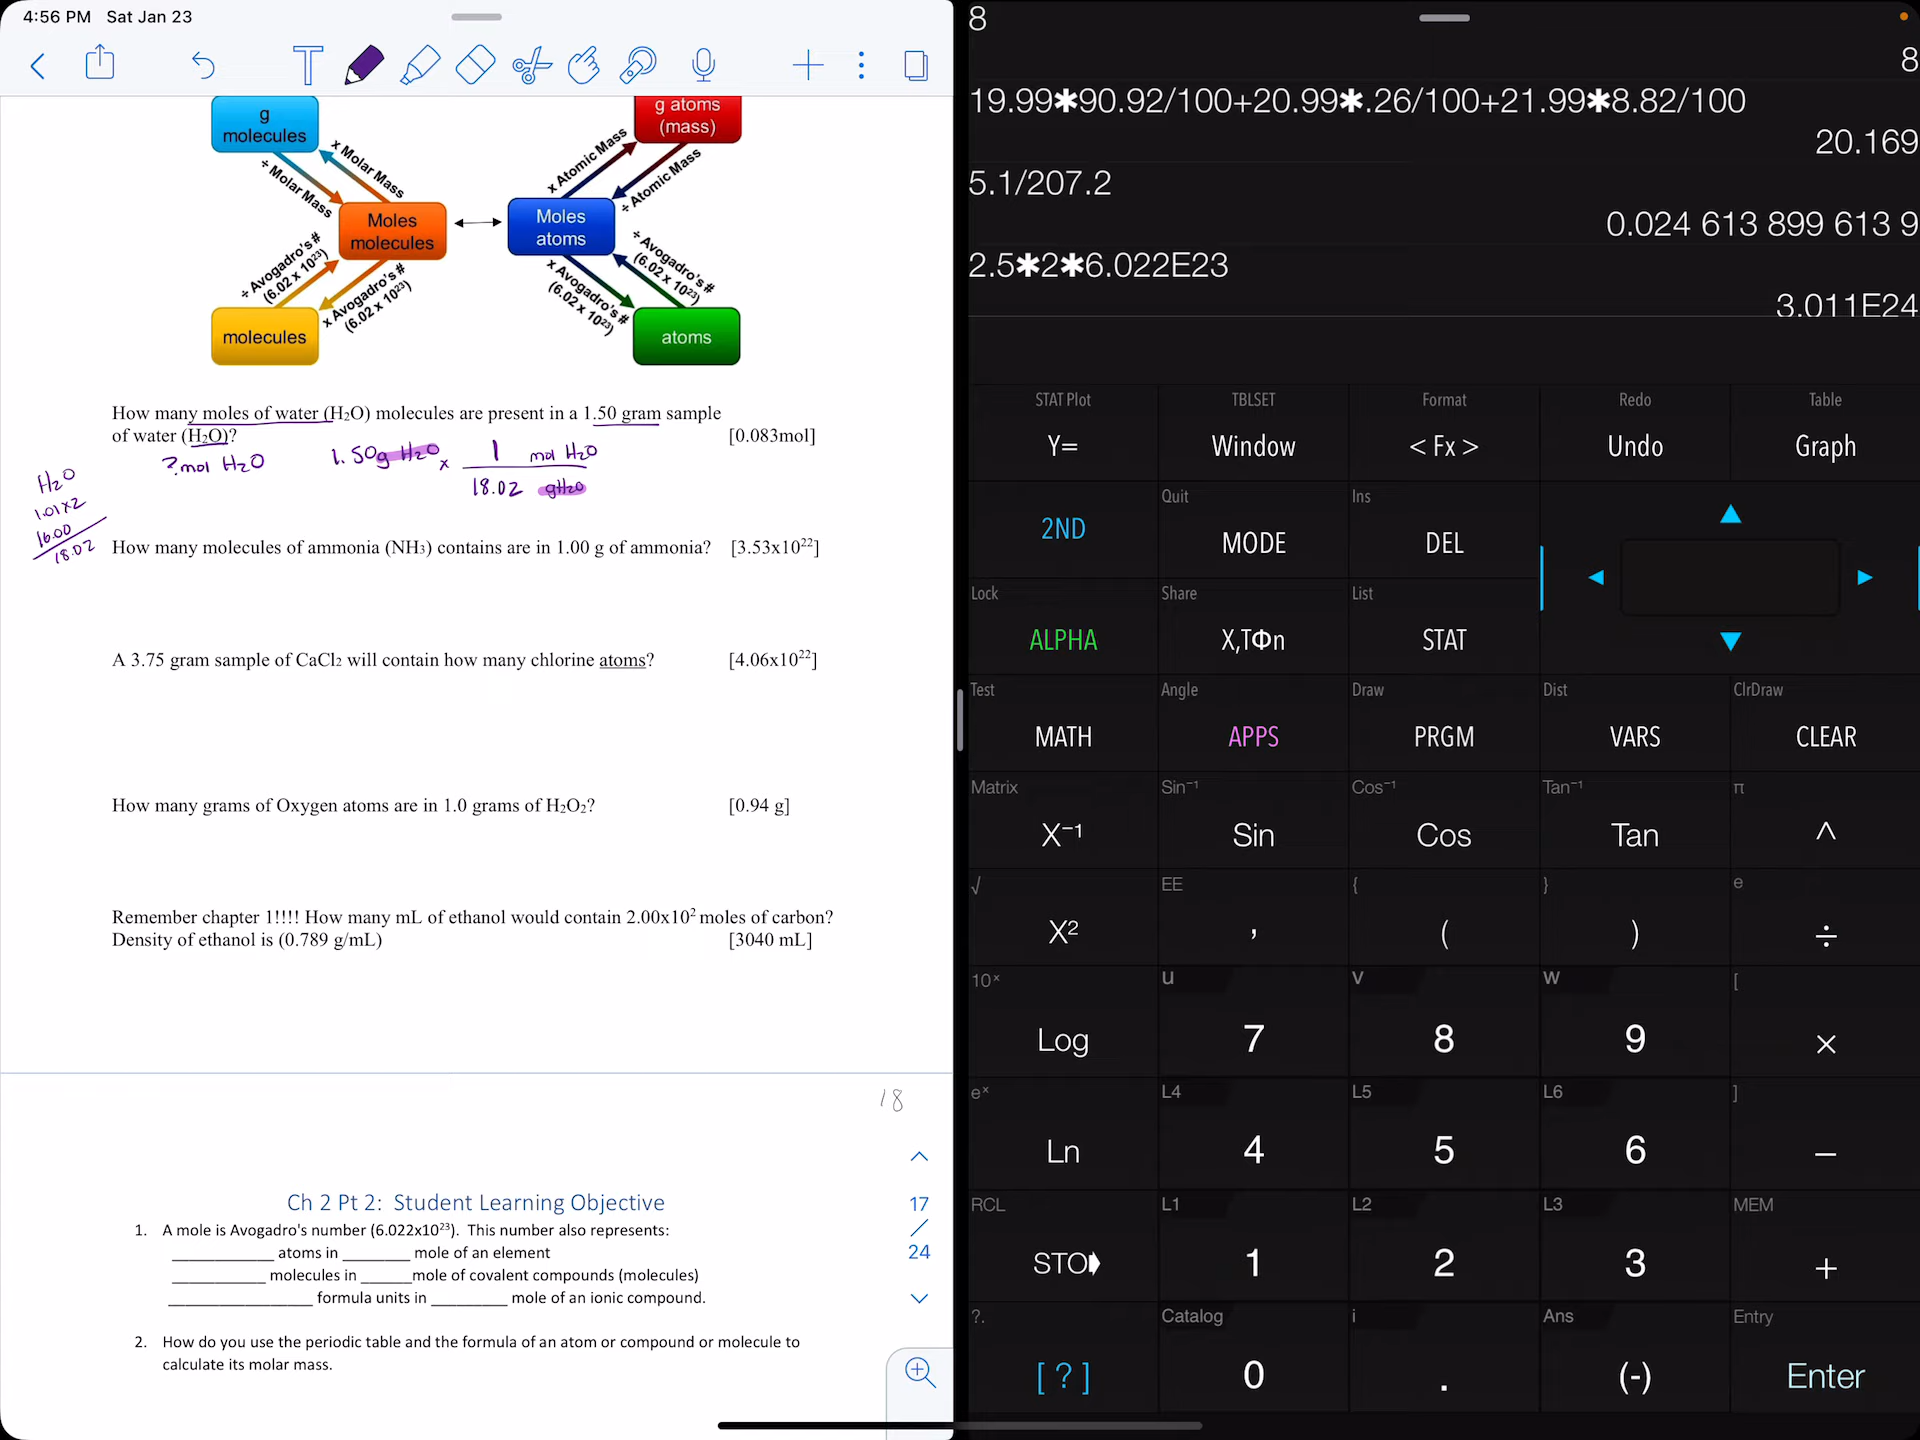 4:56 PM Sat Jan 23
g
molecules
g atoms
(mass)
÷ Molar Mass
x Molar Mass
x Atomic Mass
÷ Atomic Mass
Moles
molecules
Moles
atoms
÷ Avogadro's #
(6.02 x 10²³)
x Avogadro's #
(6.02 x 10²³)
x Avogadro's #
(6.02 x 10²³)
÷ Avogadro's #
(6.02 x 10²³)
molecules
atoms
How many moles of water (H₂O) molecules are present in a 1.50 gram sample
of water (H₂O)? [0.083mol]
? mol H₂O 1.50g H₂O x 1 mol H₂O
18.02 gH₂O
H₂O
1.01x2
16.00
18.02
How many molecules of ammonia (NH₃) contains are in 1.00 g of ammonia? [3.53x10²²]
A 3.75 gram sample of CaCl₂ will contain how many chlorine atoms? [4.06x10²²]
How many grams of Oxygen atoms are in 1.0 grams of H₂O₂? [0.94 g]
Remember chapter 1!!!! How many mL of ethanol would contain 2.00x10² moles of carbon?
Density of ethanol is (0.789 g/mL) [3040 mL]
18
Ch 2 Pt 2: Student Learning Objective
1. A mole is Avogadro's number (6.022x10²³). This number also represents:
____________ atoms in ________ mole of an element
___________ molecules in ______mole of covalent compounds (molecules)
_________________ formula units in _________ mole of an ionic compound.
2. How do you use the periodic table and the formula of an atom or compound or molecule to
calculate its molar mass.
17
/
24
8
8
19.99✱90.92/100+20.99✱.26/100+21.99✱8.82/100
20.169
5.1/207.2
0.024 613 899 613 9
2.5✱2✱6.022E23
3.011E24
STAT Plot TBLSET Format Redo Table
Y= Window < Fx > Undo Graph
Quit Ins
2ND MODE DEL
Lock Share List
ALPHA X,TΦn STAT
Test Angle Draw Dist ClrDraw
MATH APPS PRGM VARS CLEAR
Matrix Sin⁻¹ Cos⁻¹ Tan⁻¹ π
X⁻¹ Sin Cos Tan ^
√ EE { } e
X² , ( ) ÷
10ˣ u v w [
Log 7 8 9 ×
eˣ L4 L5 L6 ]
Ln 4 5 6 −
RCL L1 L2 L3 MEM
STO 1 2 3 +
?. Catalog i Ans Entry
[ ? ] 0 . (-) Enter